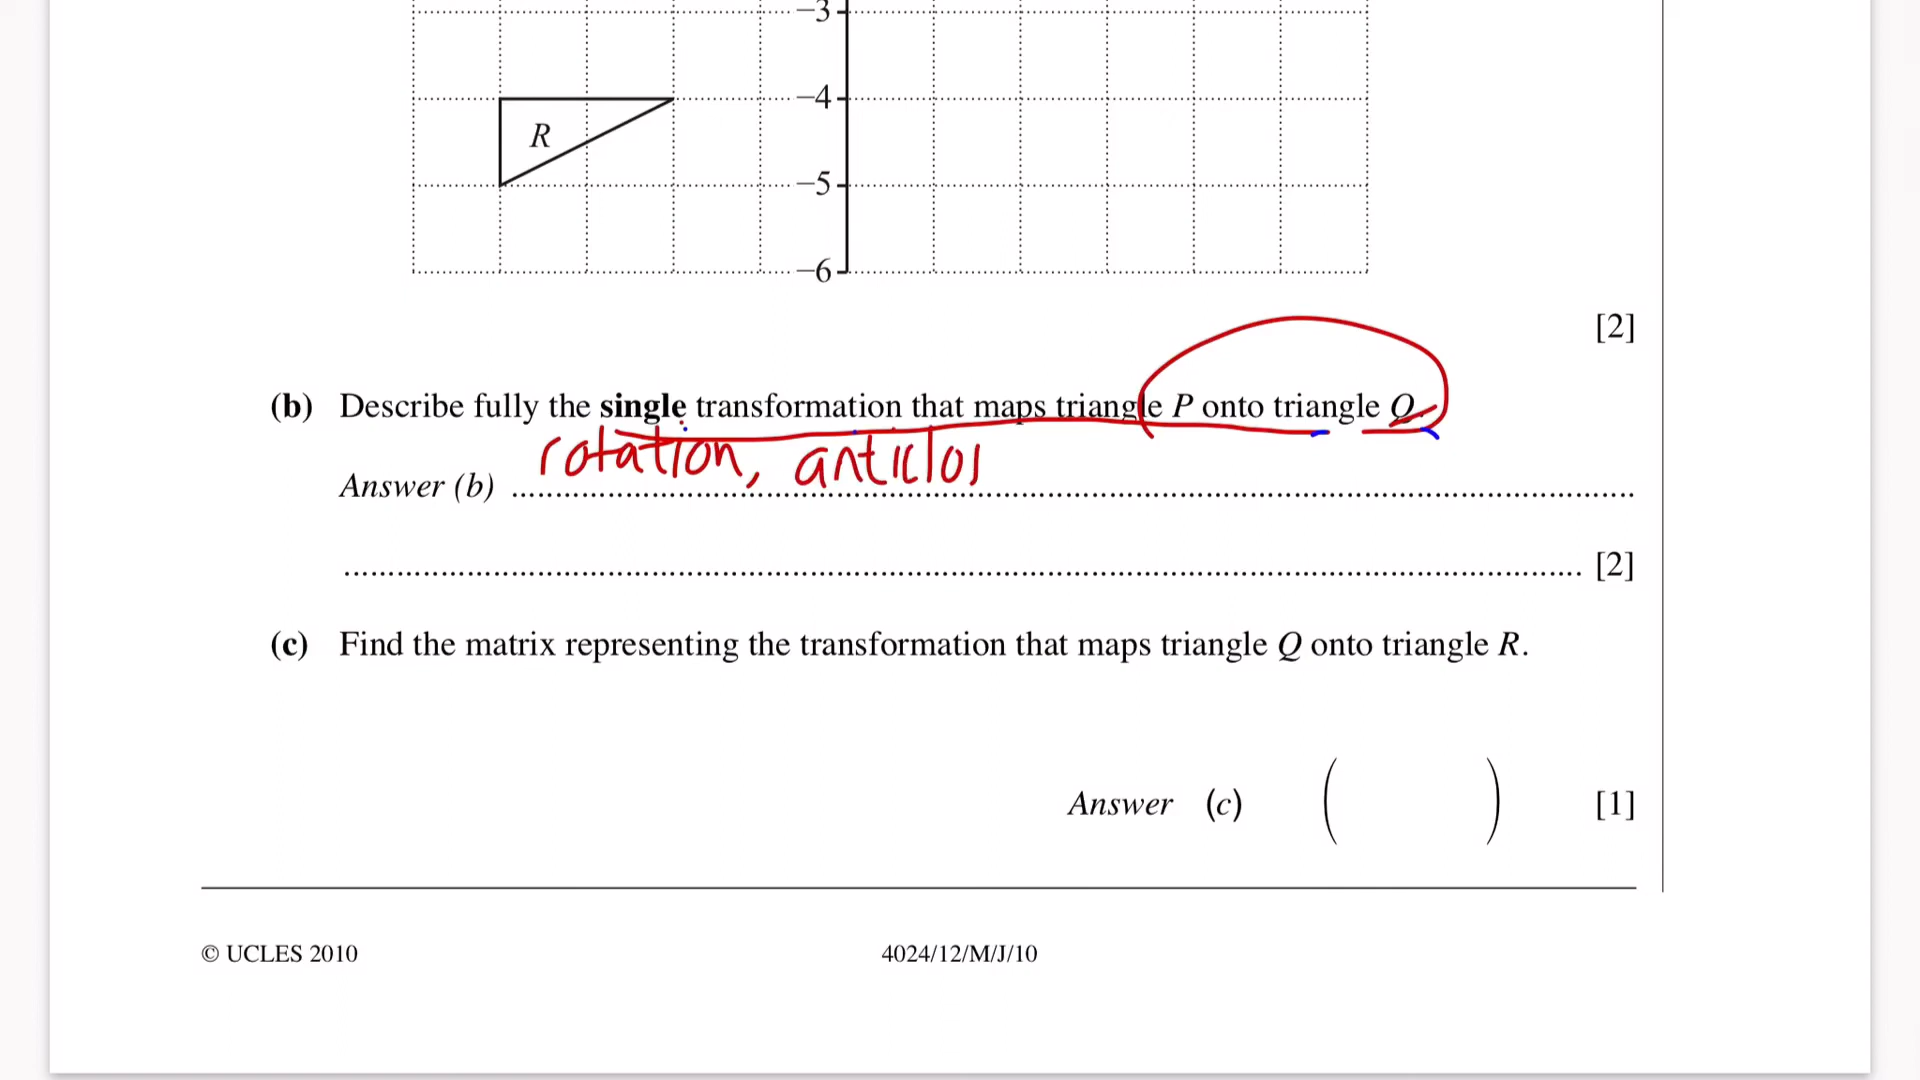 −3
−4
R
−5
−6
[2]
(b) Describe fully the single transformation that maps triangle P onto triangle Q.
rotation, anticlos
Answer (b) ........................................................................
........................................................................ [2]
(c) Find the matrix representing the transformation that maps triangle Q onto triangle R.
Answer (c) ( ) [1]
© UCLES 2010 4024/12/M/J/10